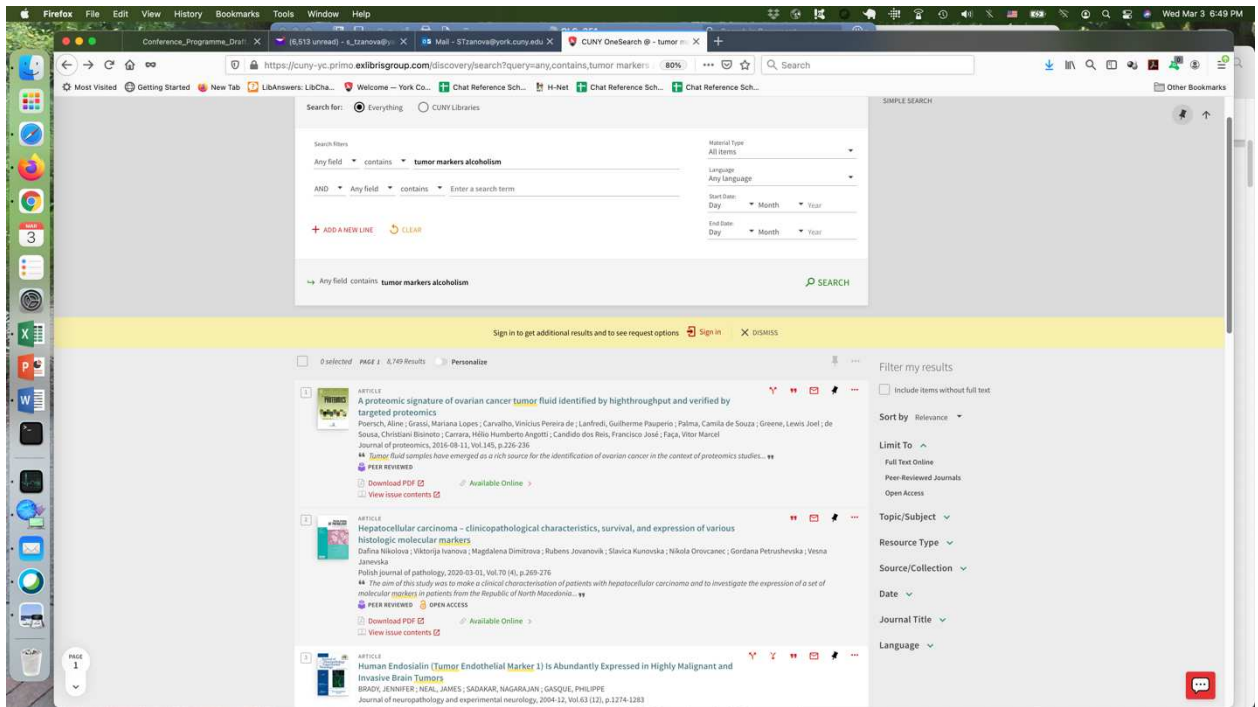 Firefox File Edit View History Bookmarks Tools Window Help
Wed Mar 3 6:49 PM
Conference_Programme_Draft
(6,513 unread) - s_tzanova@y
Mail - STzanova@york.cuny.edu
CUNY OneSearch @ - tumor m
https://cuny-yc.primo.exlibrisgroup.com/discovery/search?query=any,contains,tumor markers
80%
Search
Most Visited
Getting Started
New Tab
LibAnswers: LibCha...
Welcome — York Co...
Chat Reference Sch...
H-Net
Chat Reference Sch...
Chat Reference Sch...
Other Bookmarks
Search for: Everything CUNY Libraries
SIMPLE SEARCH
Search filters
Any field contains tumor markers alcoholism
AND Any field contains Enter a search term
+ ADD A NEW LINE CLEAR
Material Type
All items
Language
Any language
Start Date:
Day Month Year
End Date:
Day Month Year
Any field contains tumor markers alcoholism
SEARCH
Sign in to get additional results and to see request options Sign in X DISMISS
0 selected PAGE 1 8,749 Results Personalize
1
ARTICLE
A proteomic signature of ovarian cancer tumor fluid identified by highthroughput and verified by
targeted proteomics
Poersch, Aline ; Grassi, Mariana Lopes ; Carvalho, Vinícius Pereira de ; Lanfredi, Guilherme Pauperio ; Palma, Camila de Souza ; Greene, Lewis Joel ; de
Sousa, Christiani Bisinoto ; Carrara, Hélio Humberto Angotti ; Candido dos Reis, Francisco José ; Faça, Vitor Marcel
Journal of proteomics, 2016-08-11, Vol.145, p.226-236
Tumor fluid samples have emerged as a rich source for the identification of ovarian cancer in the context of proteomics studies...
PEER REVIEWED
Download PDF Available Online
View issue contents
2
ARTICLE
Hepatocellular carcinoma – clinicopathological characteristics, survival, and expression of various
histologic molecular markers
Dafina Nikolova ; Viktorija Ivanova ; Magdalena Dimitrova ; Rubens Jovanovik ; Slavica Kunovska ; Nikola Orovcanec ; Gordana Petrushevska ; Vesna
Janevska
Polish journal of pathology, 2020-03-01, Vol.70 (4), p.269-276
The aim of this study was to make a clinical characterisation of patients with hepatocellular carcinoma and to investigate the expression of a set of
molecular markers in patients from the Republic of North Macedonia...
PEER REVIEWED OPEN ACCESS
Download PDF Available Online
View issue contents
3
ARTICLE
Human Endosialin (Tumor Endothelial Marker 1) Is Abundantly Expressed in Highly Malignant and
Invasive Brain Tumors
BRADY, JENNIFER ; NEAL, JAMES ; SADAKAR, NAGARAJAN ; GASQUE, PHILIPPE
Journal of neuropathology and experimental neurology, 2004-12, Vol.63 (12), p.1274-1283
Filter my results
Include items without full text
Sort by Relevance
Limit To
Full Text Online
Peer-Reviewed Journals
Open Access
Topic/Subject
Resource Type
Source/Collection
Date
Journal Title
Language
PAGE
1
MAR
3